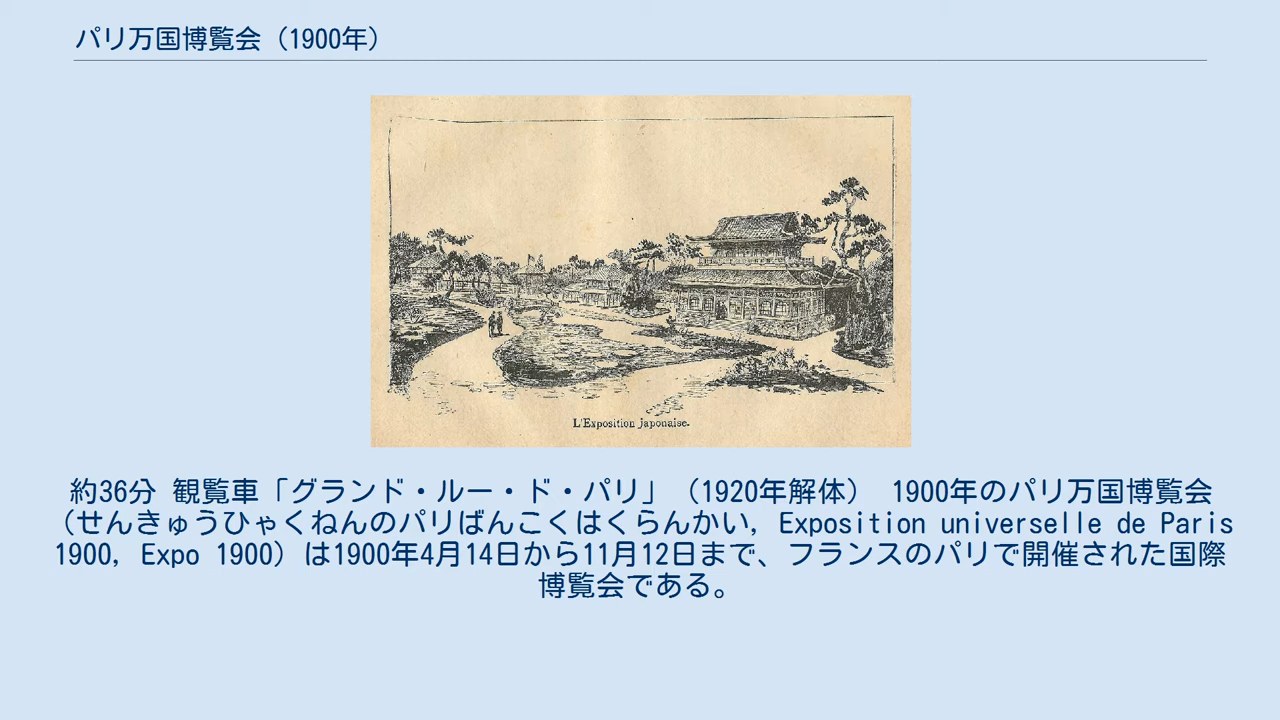 パリ万国博覧会（1900年）
L'Exposition japonaise.
約36分 観覧車「グランド・ルー・ド・パリ」（1920年解体） 1900年のパリ万国博覧会
（せんきゅうひゃくねんのパリばんこくはくらんかい, Exposition universelle de Paris
1900, Expo 1900）は1900年4月14日から11月12日まで、フランスのパリで開催された国際
博覧会である。